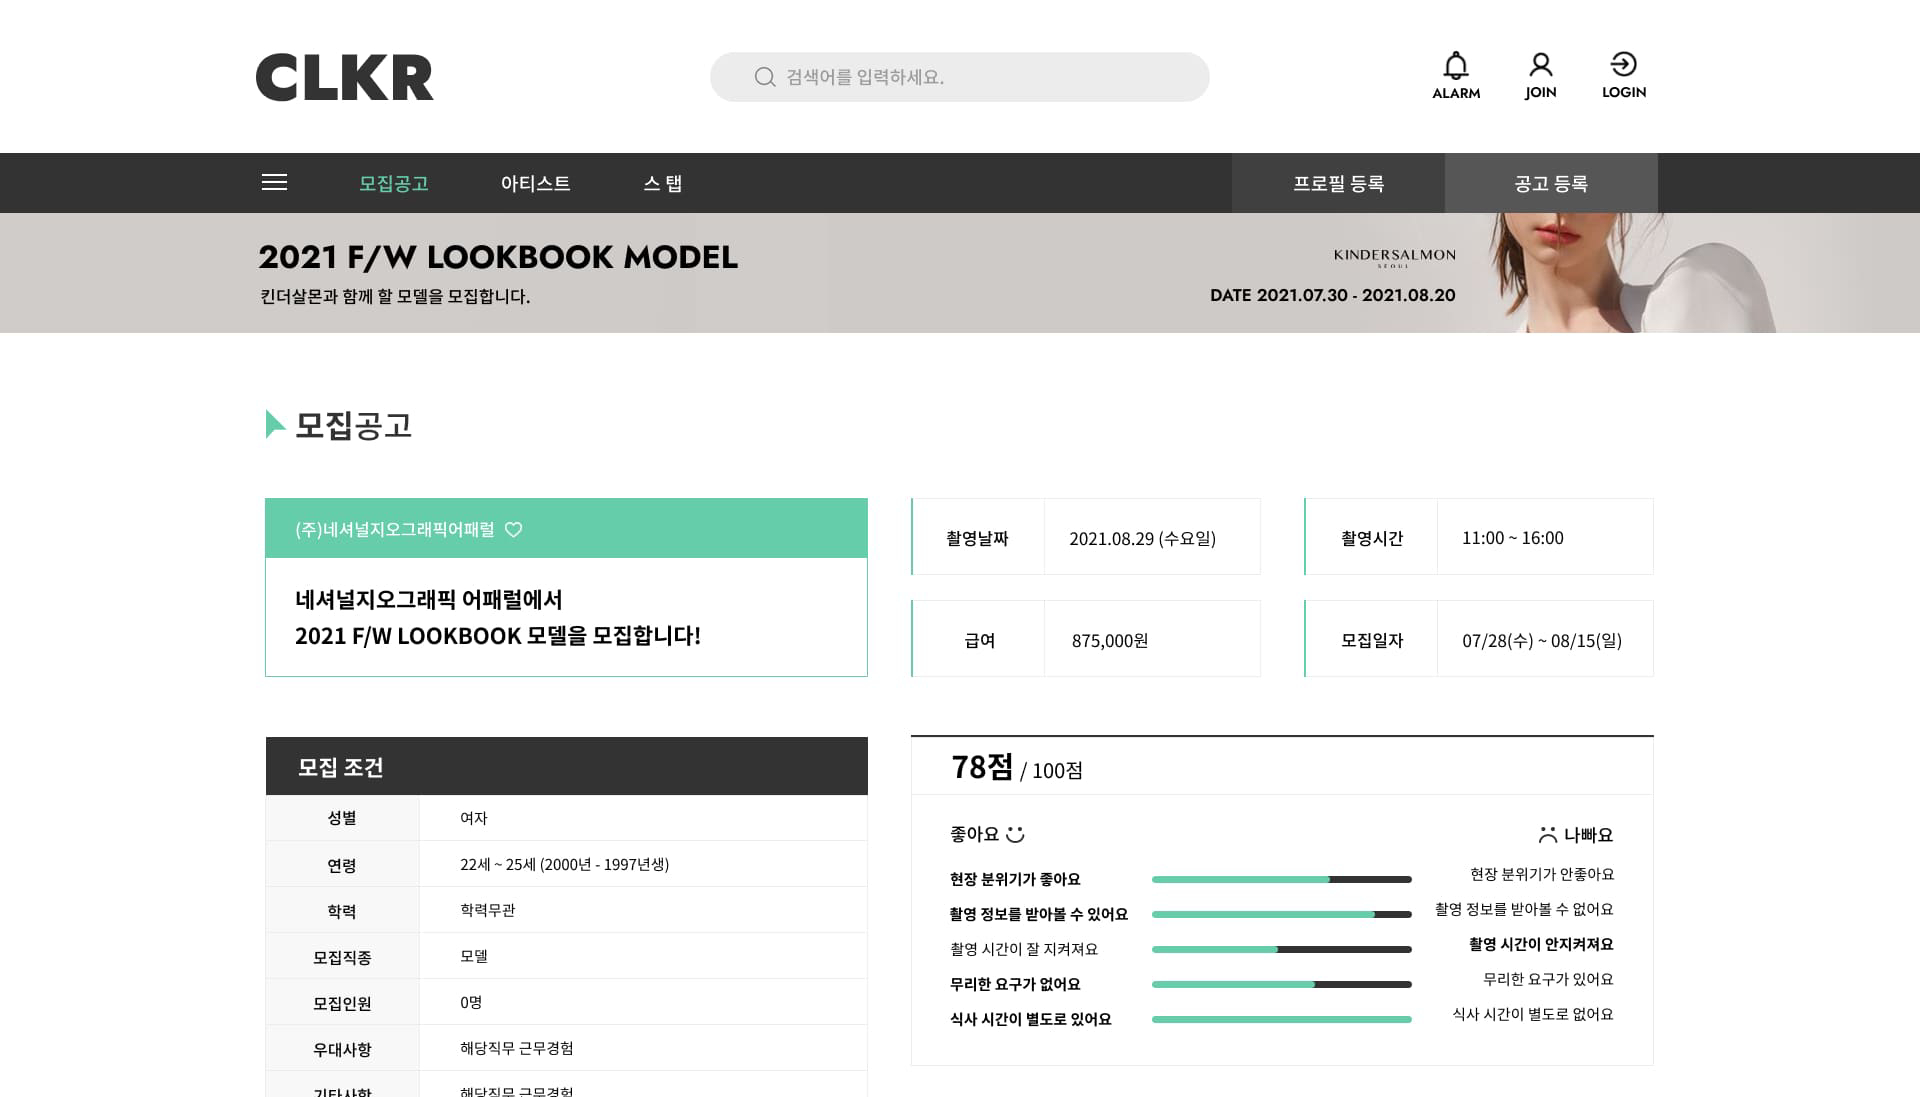 CLKR
검색어를 입력하세요.
ALARM
JOIN
LOGIN
모집공고
아티스트
스 탭
프로필 등록
공고 등록
2021 F/W LOOKBOOK MODEL
킨더살몬과 함께 할 모델을 모집합니다.
KINDERSALMON
SEOUL
DATE 2021.07.30 - 2021.08.20
모집공고
(주)네셔널지오그래픽어패럴
네셔널지오그래픽 어패럴에서
2021 F/W LOOKBOOK 모델을 모집합니다!
촬영날짜 2021.08.29 (수요일)
촬영시간 11:00 ~ 16:00
급여 875,000원
모집일자 07/28(수) ~ 08/15(일)
모집 조건
성별 여자
연령 22세 ~ 25세 (2000년 - 1997년생)
학력 학력무관
모집직종 모델
모집인원 0명
우대사항 해당직무 근무경험
기타사항 해당직무 근무경험
78점 / 100점
좋아요 나빠요
현장 분위기가 좋아요 현장 분위기가 안좋아요
촬영 정보를 받아볼 수 있어요 촬영 정보를 받아볼 수 없어요
촬영 시간이 잘 지켜져요 촬영 시간이 안지켜져요
무리한 요구가 없어요 무리한 요구가 있어요
식사 시간이 별도로 있어요 식사 시간이 별도로 없어요